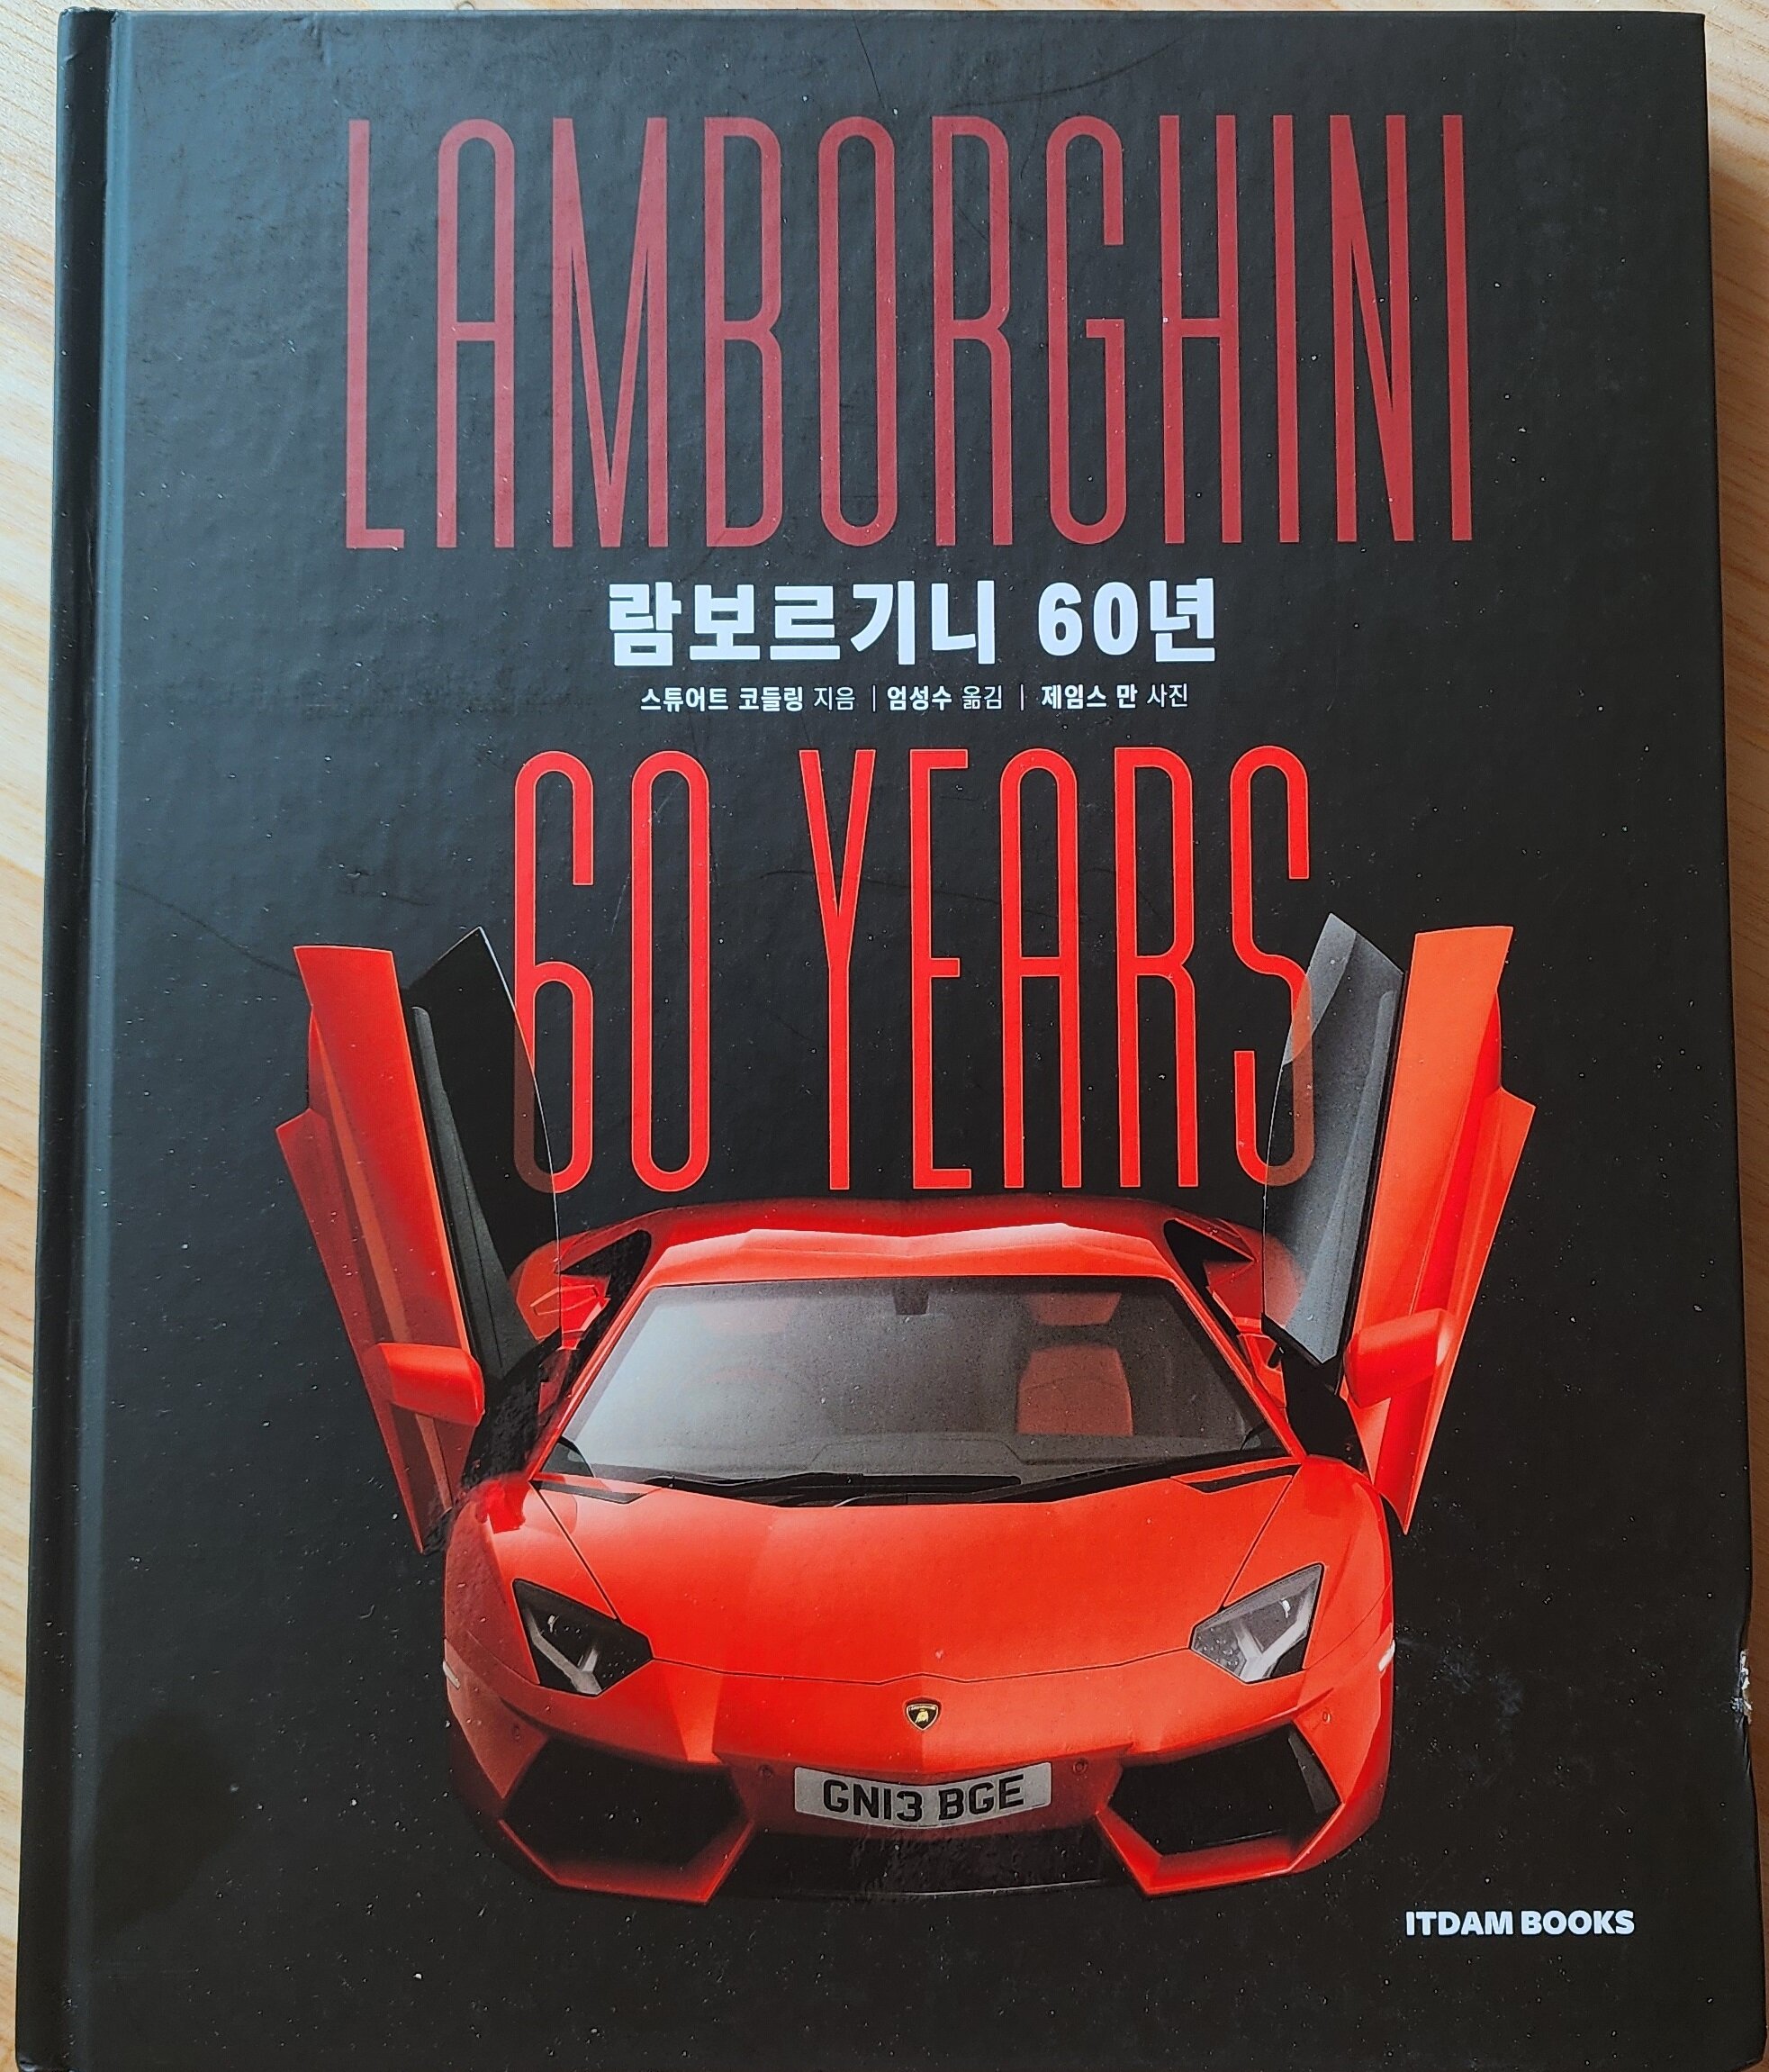 LAMBORGHINI
람보르기니 60년
스튜어트 코들링 지음 | 엄성수 옮김 | 제임스 만 사진
60 YEARS
GN13 BGE
ITDAM BOOKS